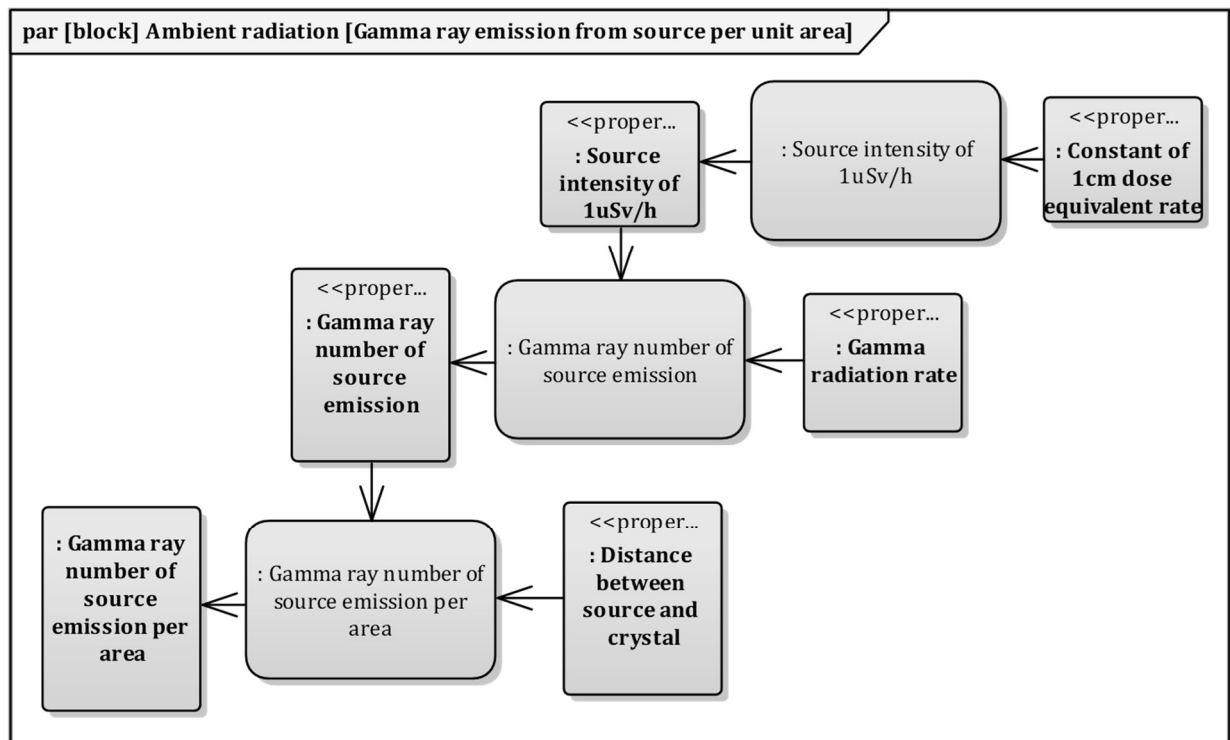 par [block] Ambient radiation [Gamma ray emission from source per unit area]
<<proper...
: Source
intensity of
1uSv/h
: Source intensity of
1uSv/h
<<proper...
: Constant of
1cm dose
equivalent rate
<<proper...
: Gamma ray
number of
source
emission
: Gamma ray number of
source emission
<<proper...
: Gamma
radiation rate
: Gamma ray
number of
source
emission per
area
: Gamma ray number of
source emission per
area
<<proper...
: Distance
between
source and
crystal